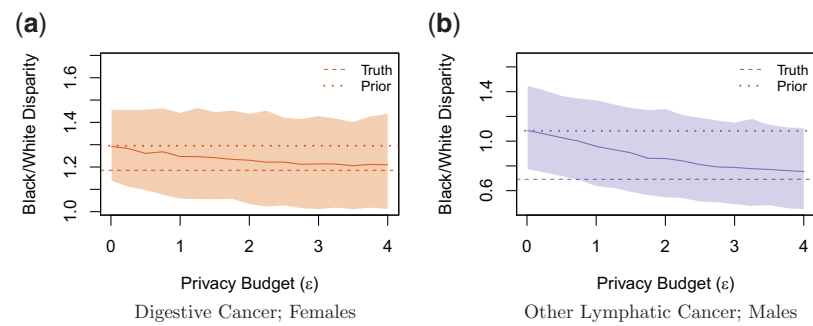 (a)
Black/White Disparity
1.0 1.2 1.4 1.6
Truth
Prior
0 1 2 3 4
Privacy Budget (ε)
Digestive Cancer; Females
(b)
Black/White Disparity
0.6 1.0 1.4
Truth
Prior
0 1 2 3 4
Privacy Budget (ε)
Other Lymphatic Cancer; Males